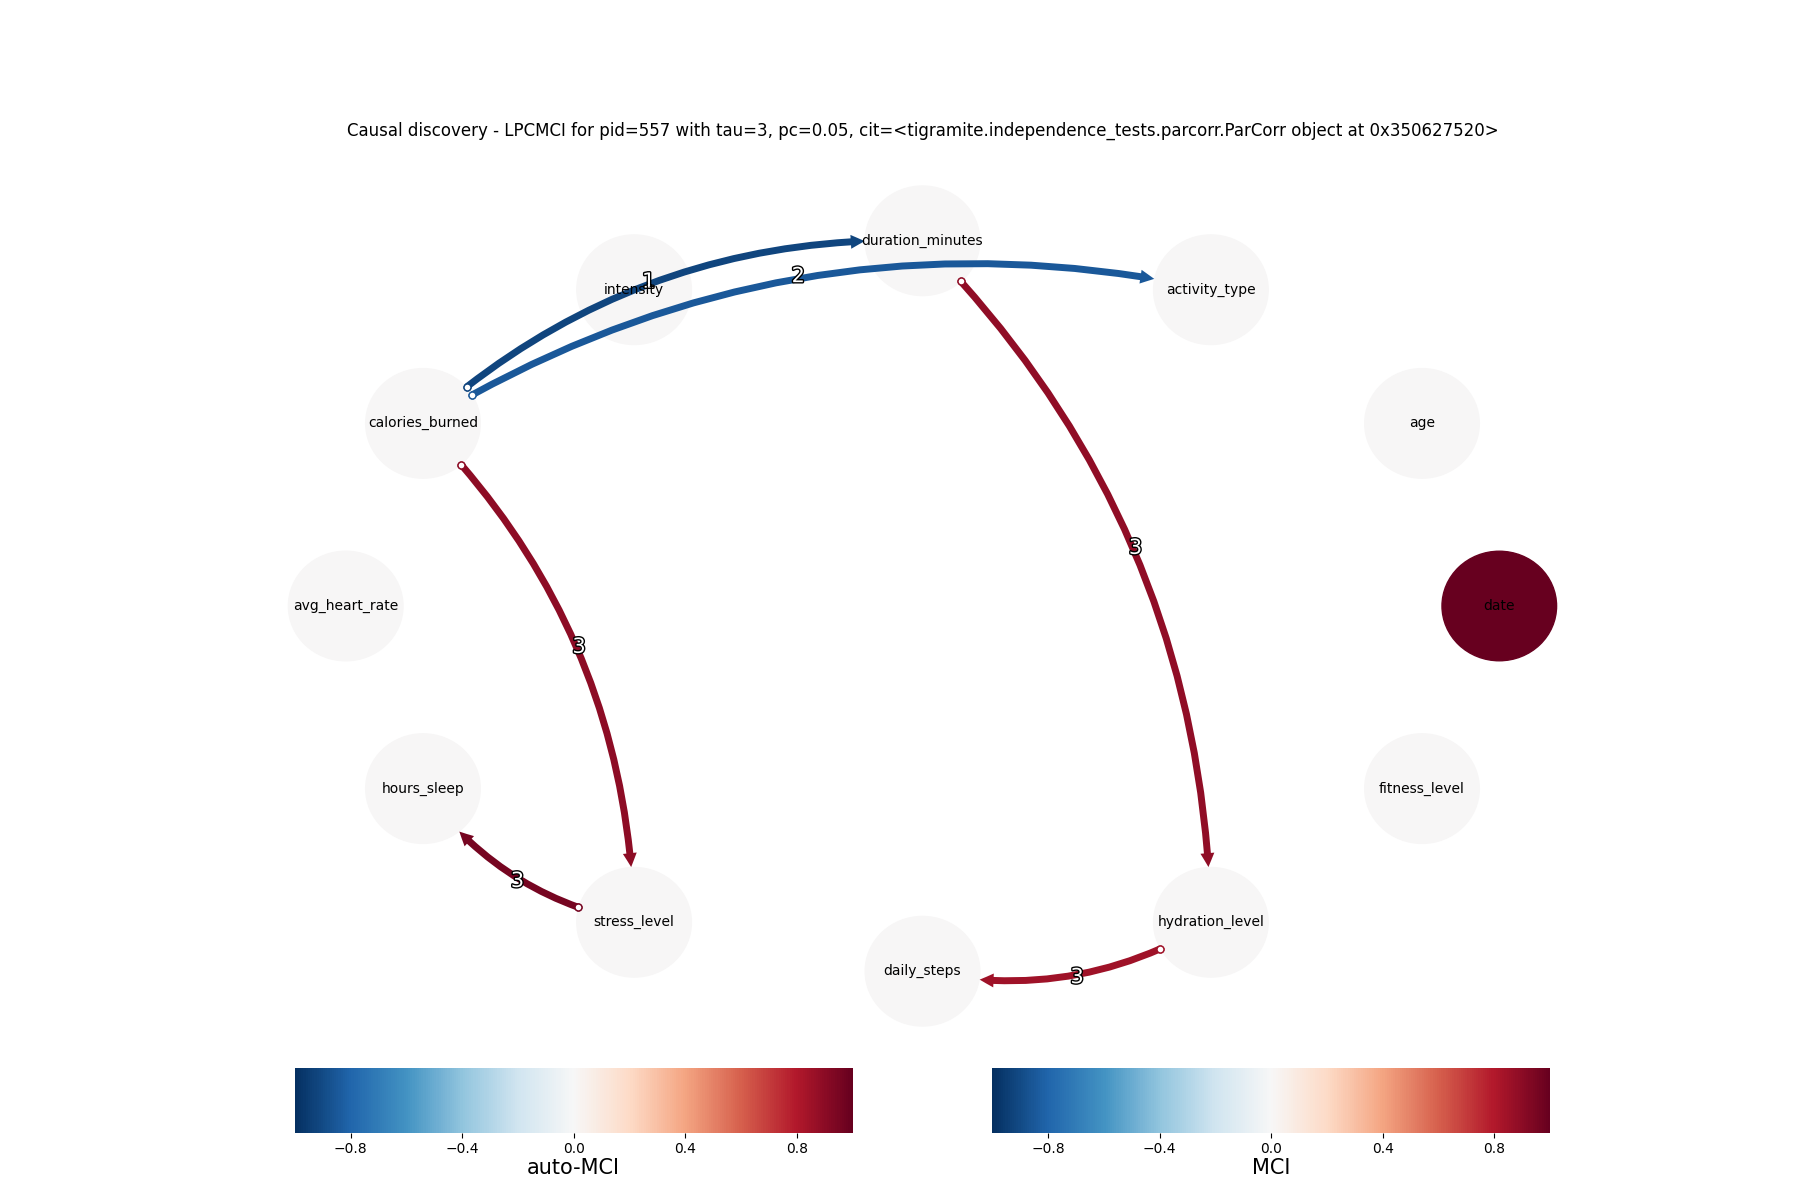 Causal discovery - LPCMCI for pid=557 with tau=3, pc=0.05, cit=<tigramite.independence_tests.parcorr.ParCorr object at 0x350627520>
duration_minutes
1
2
intensity
activity_type
calories_burned
age
3
avg_heart_rate
date
3
hours_sleep
fitness_level
3
stress_level
hydration_level
daily_steps
3
−0.8 −0.4 0.0 0.4 0.8
auto-MCI
−0.8 −0.4 0.0 0.4 0.8
MCI